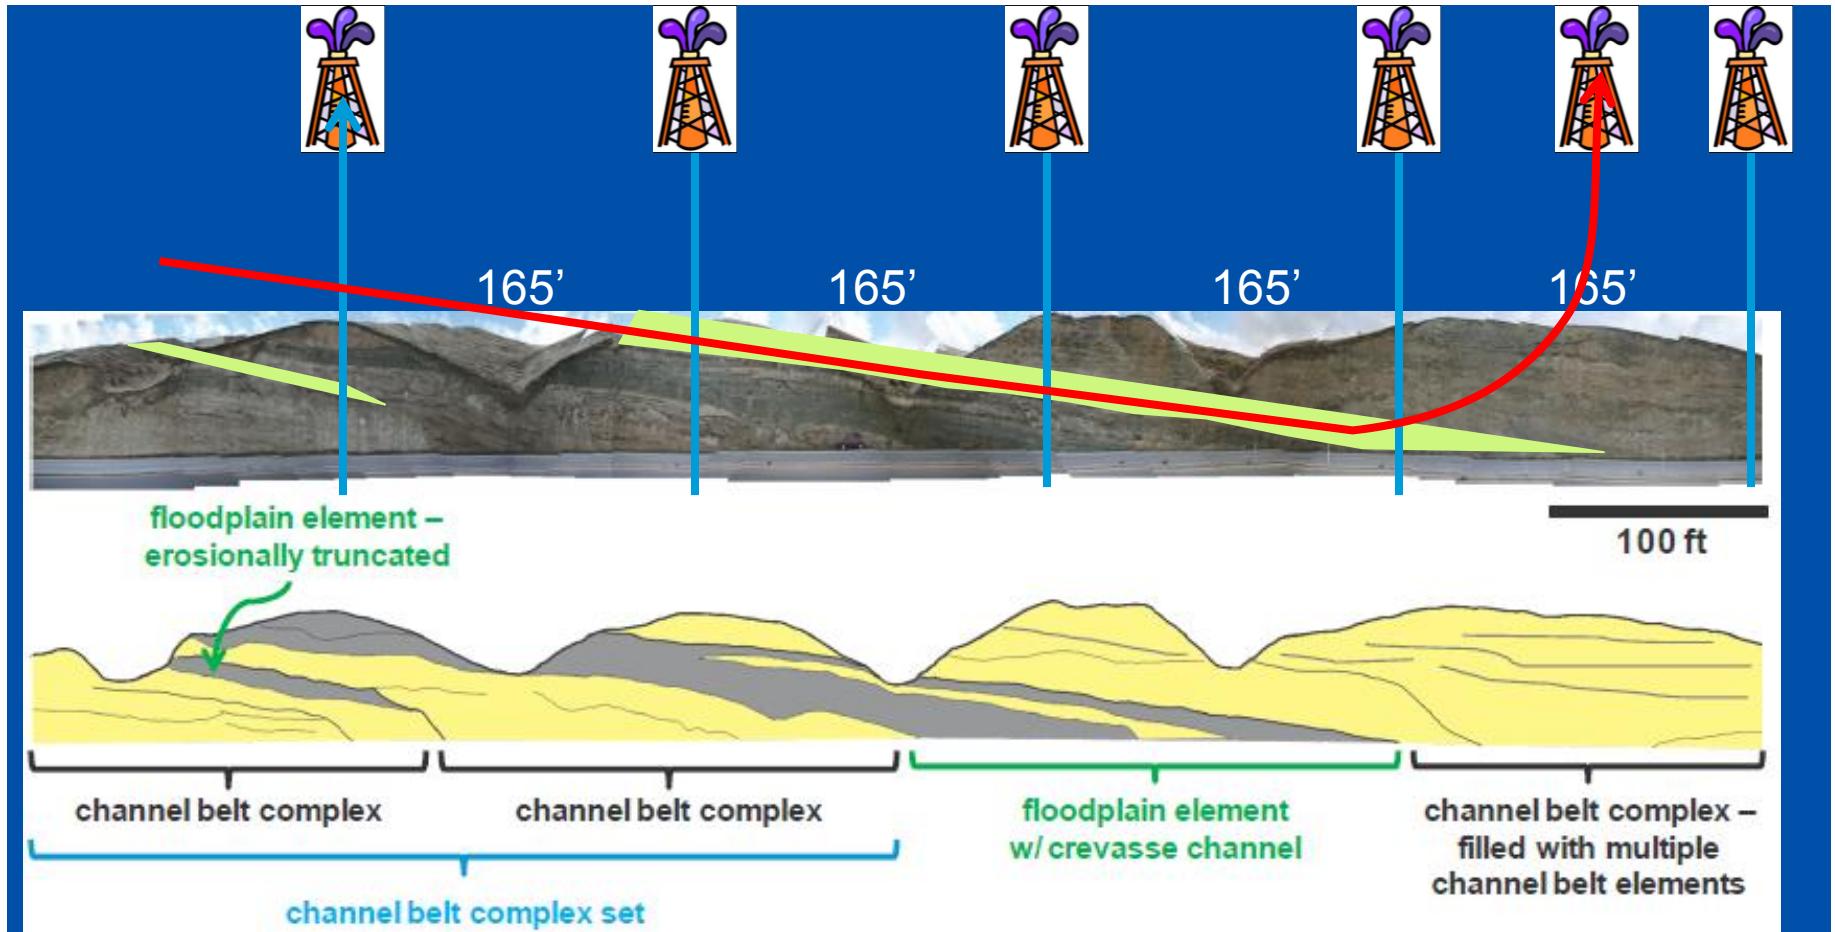 165’ 165’ 165’ 165’
floodplain element –
erosionally truncated
100 ft
channel belt complex
channel belt complex
floodplain element
w/ crevasse channel
channel belt complex –
filled with multiple
channel belt elements
channel belt complex set